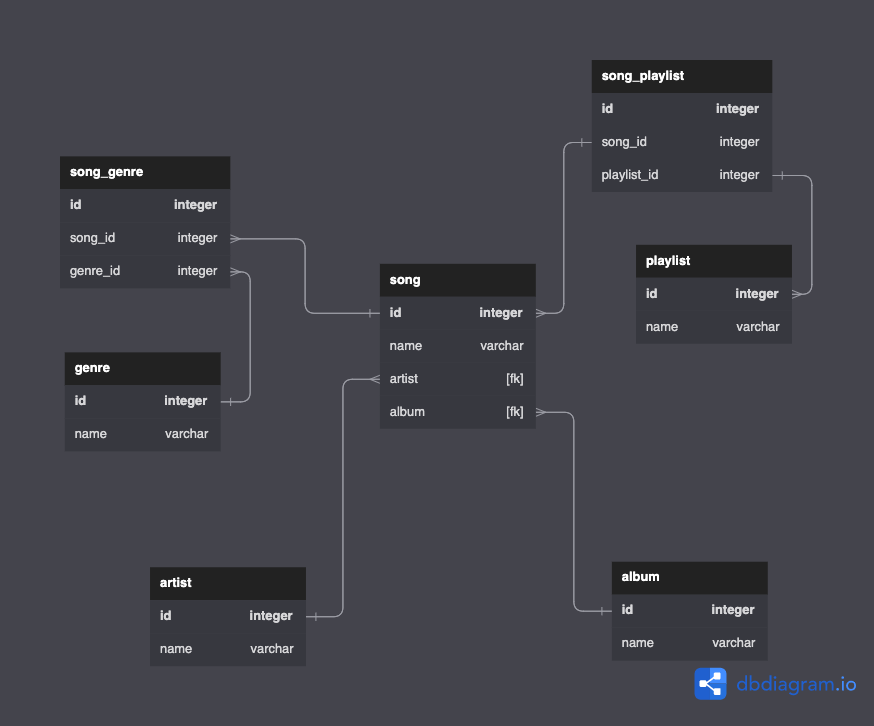 song_playlist
id integer
song_id integer
playlist_id integer
song_genre
id integer
song_id integer
genre_id integer
playlist
id integer
name varchar
song
id integer
name varchar
artist [fk]
album [fk]
genre
id integer
name varchar
artist
id integer
name varchar
album
id integer
name varchar
dbdiagram.io